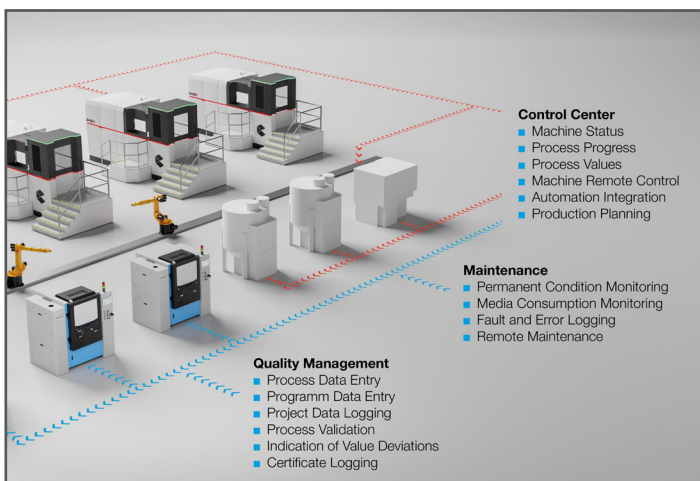 Control Center
Machine Status
Process Progress
Process Values
Machine Remote Control
Automation Integration
Production Planning
Maintenance
Permanent Condition Monitoring
Media Consumption Monitoring
Fault and Error Logging
Remote Maintenance
Quality Management
Process Data Entry
Programm Data Entry
Project Data Logging
Process Validation
Indication of Value Deviations
Certificate Logging